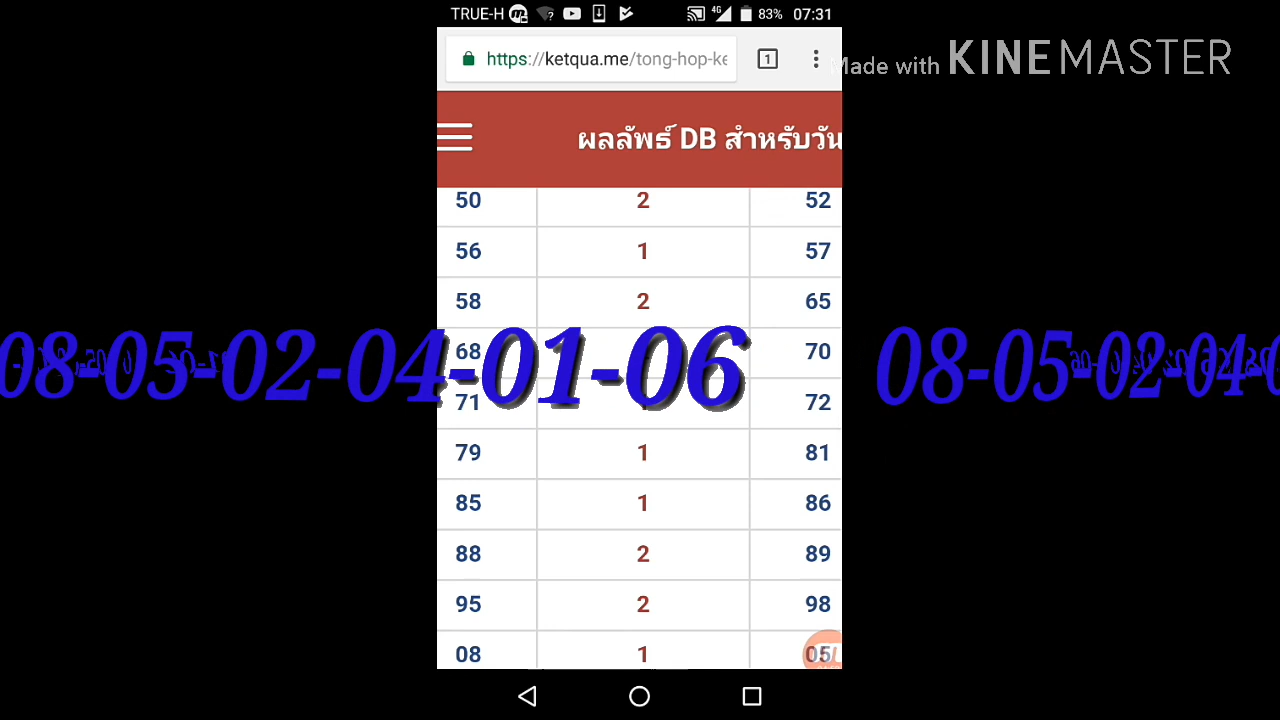 TRUE-H 4G 83% 07:31
https://ketqua.me/tong-hop-ke 1
Made with KINEMASTER
ผลลัพธ์ DB สำหรับวัน
50 2 52
56 1 57
58 2 65
68 70
08-05-02-04-01-06 08-05-02-04-0
71 72
79 1 81
85 1 86
88 2 89
95 2 98
08 1 05